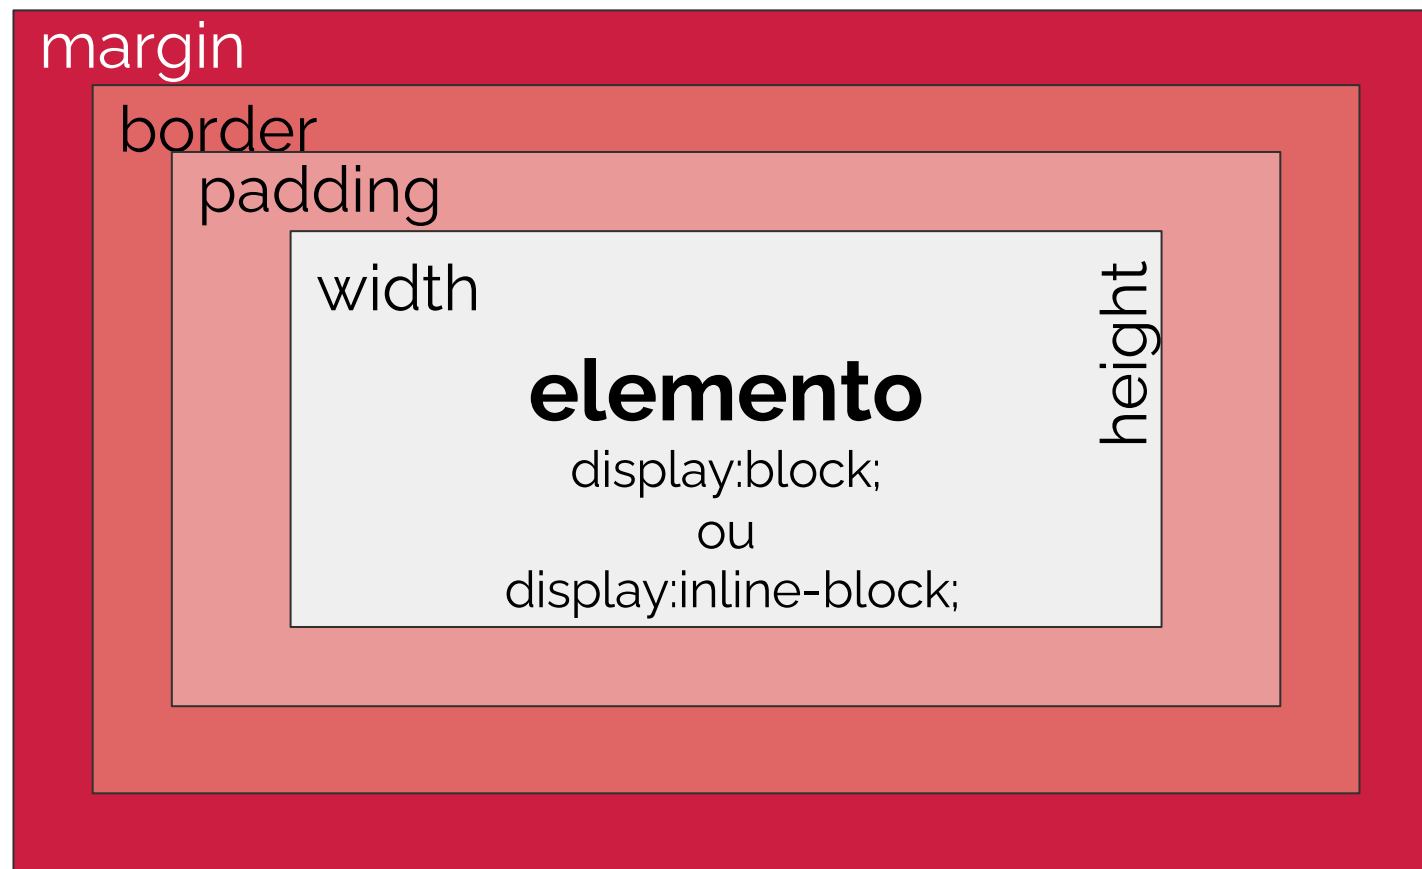 margin
border
padding
width
height
elemento
display:block;
ou
display:inline-block;